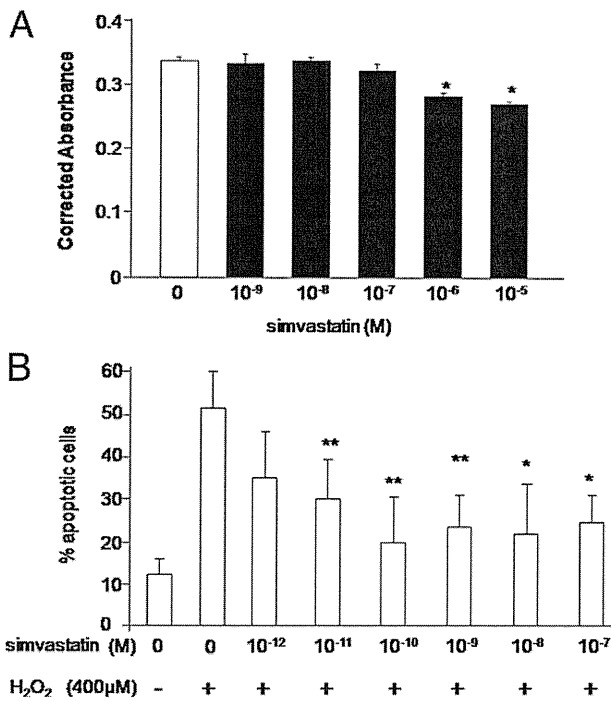 A
0.4
0.3
0.2
0.1
0
Corrected Absorbance
* *
0 10⁻⁹ 10⁻⁸ 10⁻⁷ 10⁻⁶ 10⁻⁵
simvastatin (M)
B
60
50
40
30
20
10
0
% apoptotic cells
** ** ** * *
simvastatin (M) 0 0 10⁻¹² 10⁻¹¹ 10⁻¹⁰ 10⁻⁹ 10⁻⁸ 10⁻⁷
H₂O₂ (400µM) - + + + + + + +